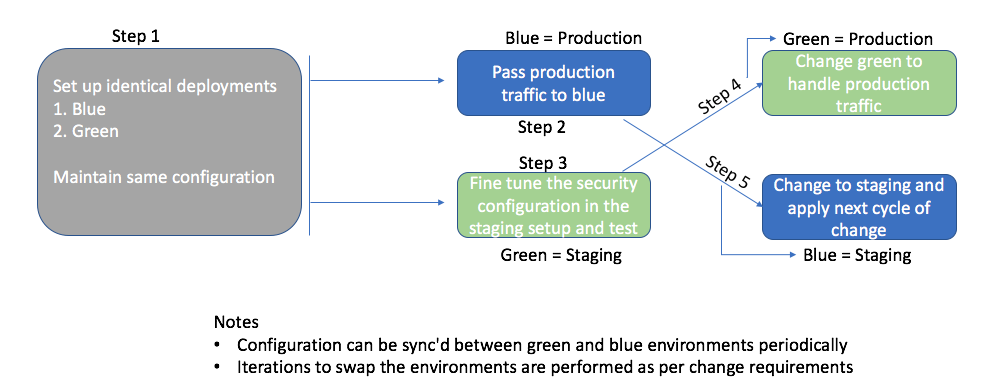 Step 1
Set up identical deployments
1. Blue
2. Green
Maintain same configuration
Blue = Production
Pass production
traffic to blue
Step 2
Step 3
Fine tune the security
configuration in the
staging setup and test
Green = Staging
Step 4
Step 5
Green = Production
Change green to
handle production
traffic
Change to staging and
apply next cycle of
change
Blue = Staging
Notes
• Configuration can be sync'd between green and blue environments periodically
• Iterations to swap the environments are performed as per change requirements